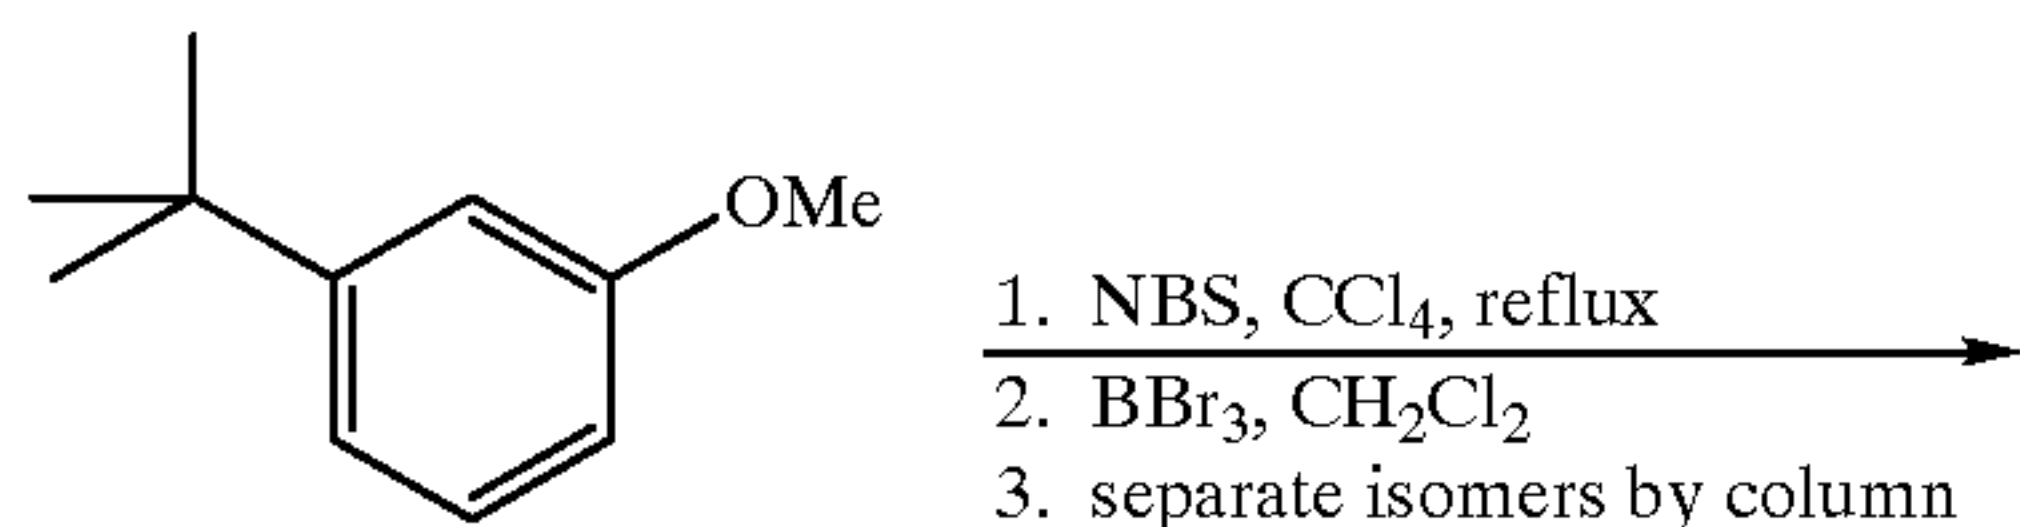 OMe
1. NBS, CCl₄, reflux
2. BBr₃, CH₂Cl₂
3. separate isomers by column